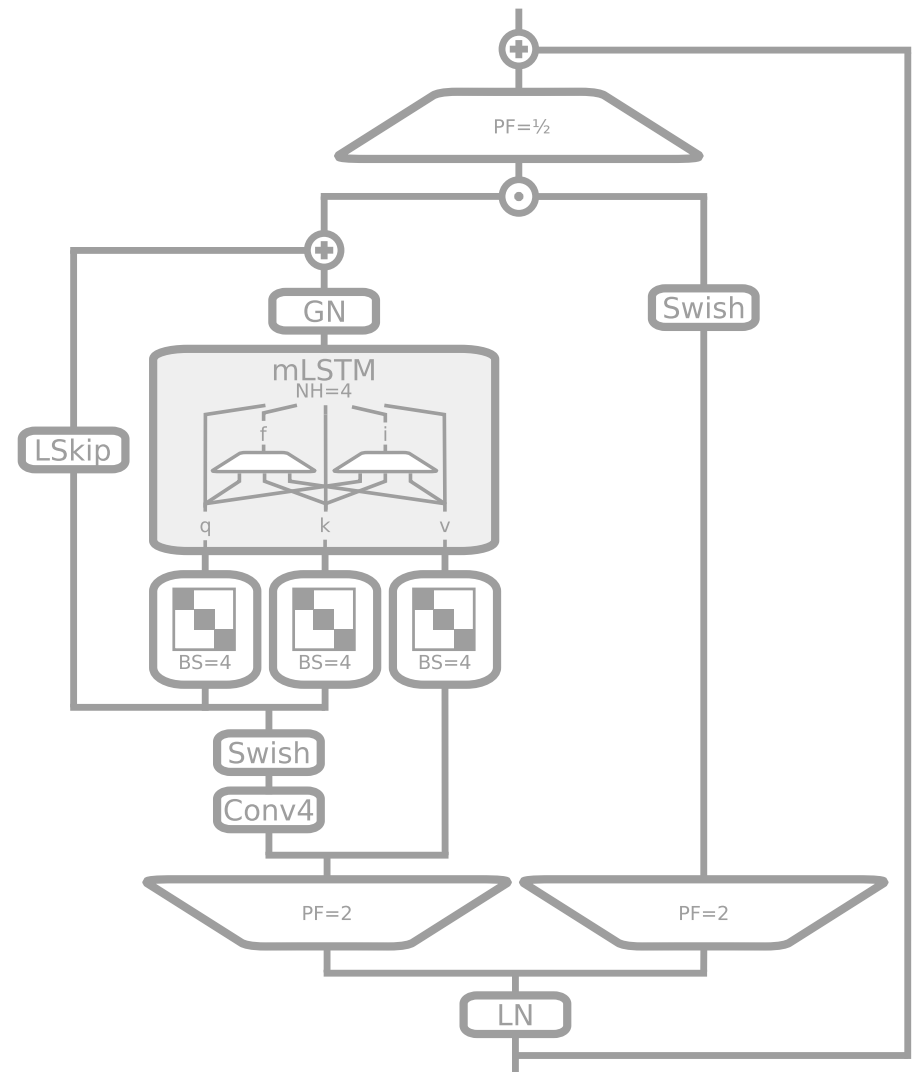 PF=½
GN
Swish
mLSTM
NH=4
f
i
LSkip
q
k
v
BS=4
BS=4
BS=4
Swish
Conv4
PF=2
PF=2
LN